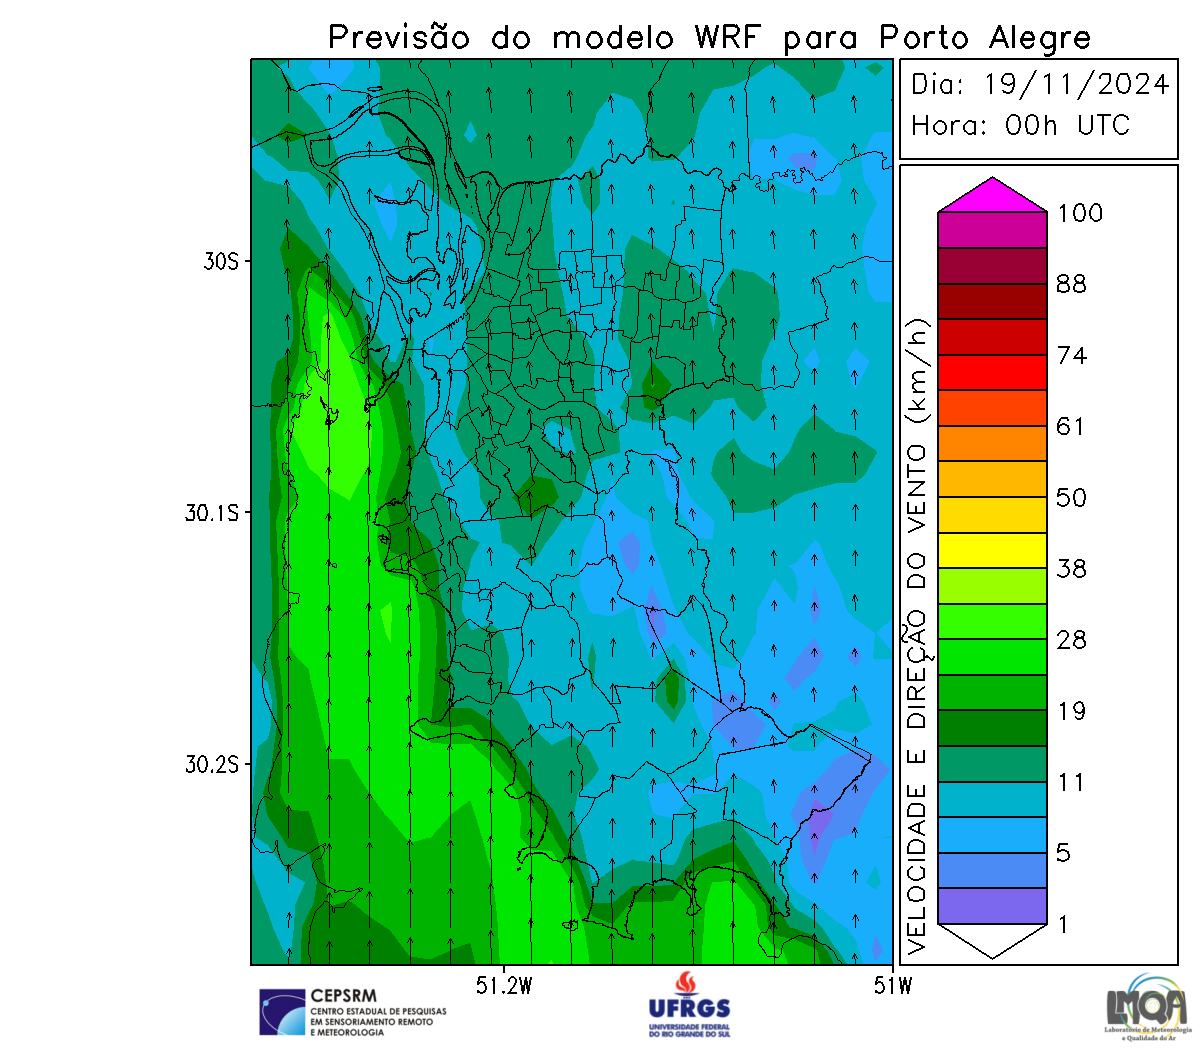 Previsão do modelo WRF para Porto Alegre
Dia: 19/11/2024
Hora: 00h UTC
30S
30.1S
30.2S
51.2W
51W
VELOCIDADE E DIREÇÃO DO VENTO (km/h)
100
88
74
61
50
38
28
19
11
5
1
CEPSRM
CENTRO ESTADUAL DE PESQUISAS
EM SENSORIAMENTO REMOTO
E METEOROLOGIA
UFRGS
UNIVERSIDADE FEDERAL
DO RIO GRANDE DO SUL
LMQA
Laboratório de Meteorologia
e Qualidade do Ar